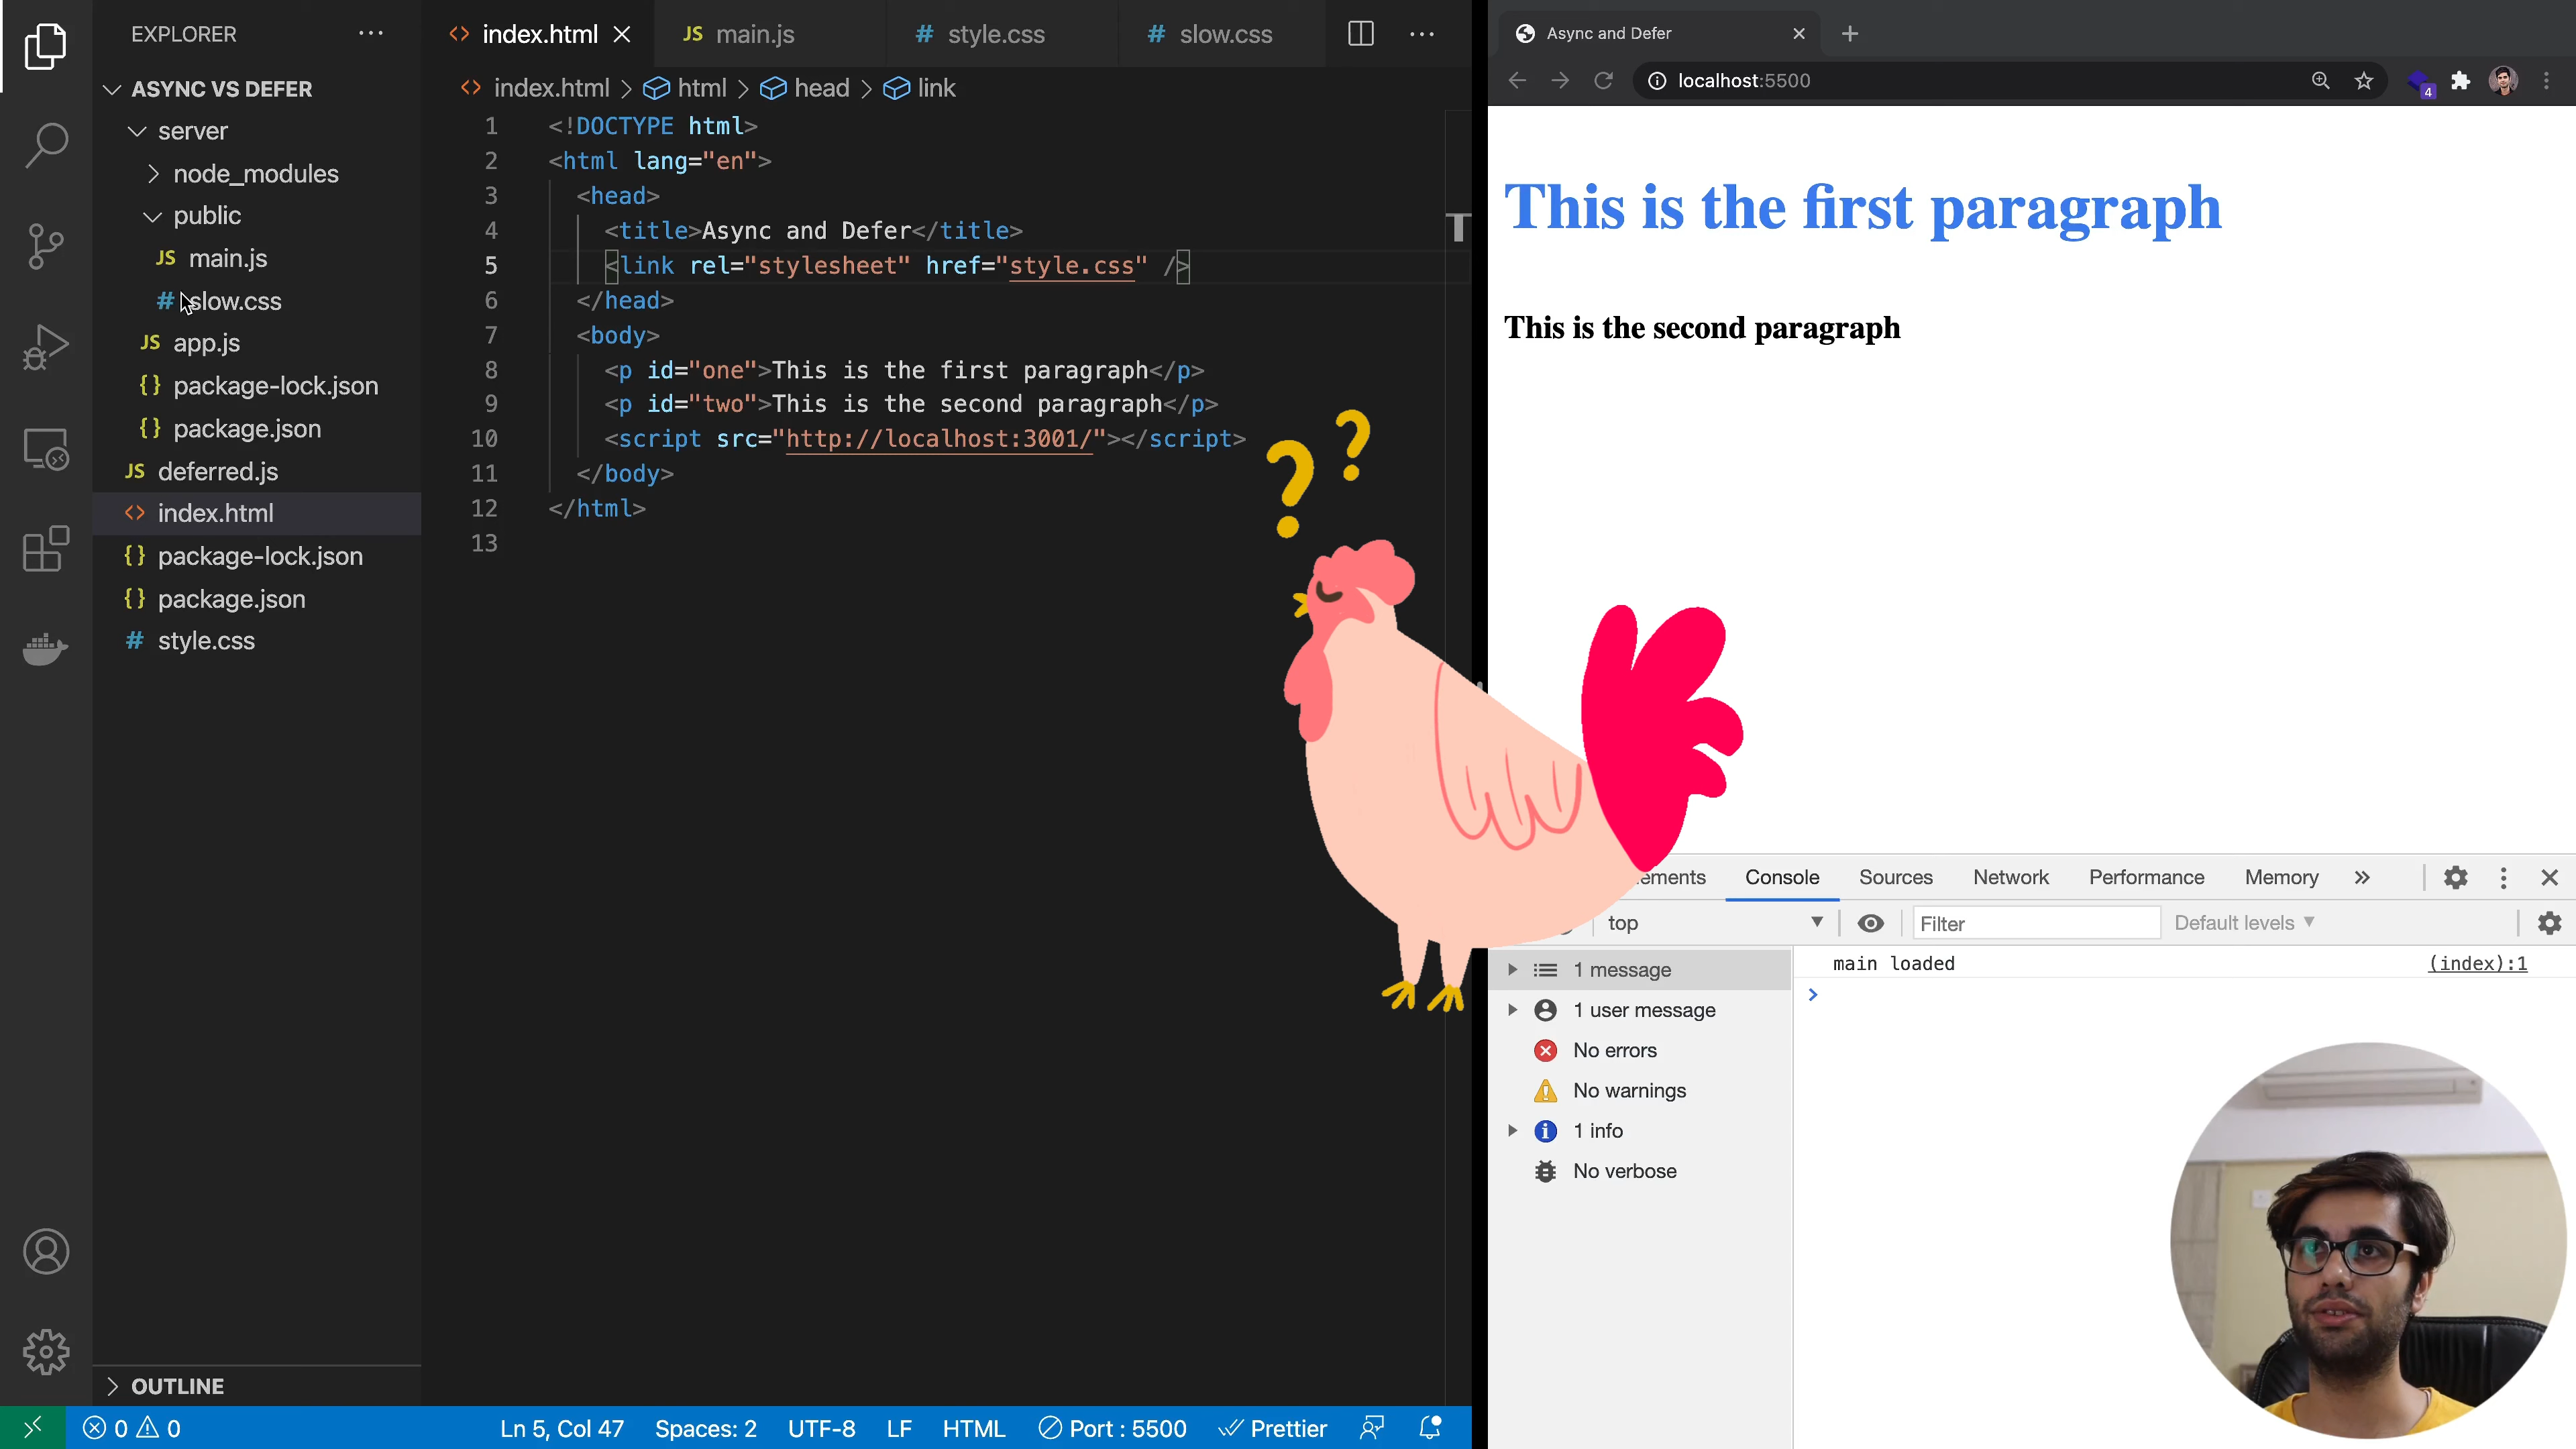 EXPLORER
ASYNC VS DEFER
server
node_modules
public
JS main.js
# slow.css
JS app.js
{} package-lock.json
{} package.json
JS deferred.js
<> index.html
{} package-lock.json
{} package.json
# style.css
OUTLINE
<> index.html
JS main.js
# style.css
# slow.css
<> index.html > html > head > link
1 <!DOCTYPE html>
2 <html lang="en">
3 <head>
4 <title>Async and Defer</title>
5 <link rel="stylesheet" href="style.css" />
6 </head>
7 <body>
8 <p id="one">This is the first paragraph</p>
9 <p id="two">This is the second paragraph</p>
10 <script src="http://localhost:3001/"></script>
11 </body>
12 </html>
13
? ?
0 0
Ln 5, Col 47 Spaces: 2 UTF-8 LF HTML Port : 5500 Prettier
Async and Defer
localhost:5500
4
This is the first paragraph
This is the second paragraph
ements Console Sources Network Performance Memory
top Filter Default levels
1 message
1 user message
No errors
No warnings
1 info
No verbose
main loaded (index):1